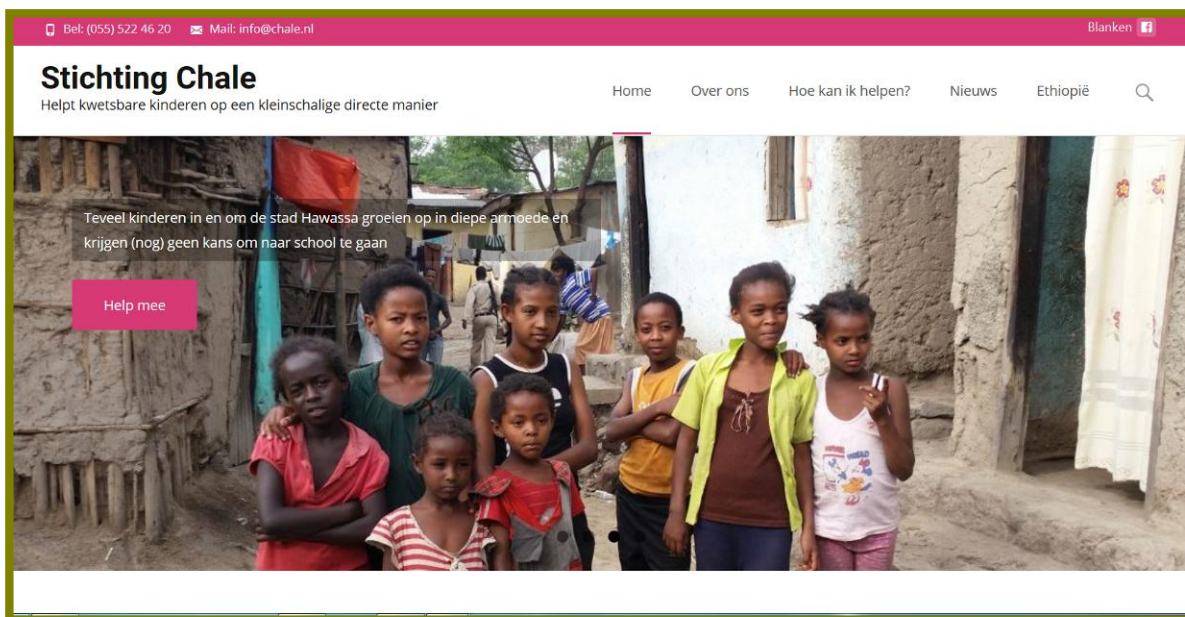 Bel: (055) 522 46 20 Mail: info@chale.nl Blanken
Stichting Chale
Helpt kwetsbare kinderen op een kleinschalige directe manier
Home Over ons Hoe kan ik helpen? Nieuws Ethiopië
Teveel kinderen in en om de stad Hawassa groeien op in diepe armoede en
krijgen (nog) geen kans om naar school te gaan
Help mee